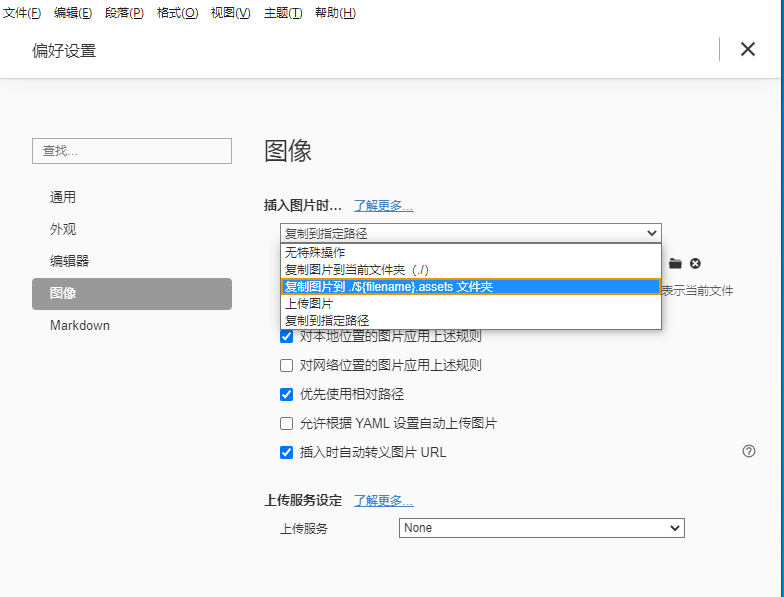 文件(F) 编辑(E) 段落(P) 格式(O) 视图(V) 主题(T) 帮助(H)
偏好设置
查找...
通用
外观
编辑器
图像
Markdown
图像
插入图片时... 了解更多...
复制到指定路径
无特殊操作
复制图片到当前文件夹（./）
复制图片到 ./${filename}.assets 文件夹
上传图片
复制到指定路径
表示当前文件
对本地位置的图片应用上述规则
对网络位置的图片应用上述规则
优先使用相对路径
允许根据 YAML 设置自动上传图片
插入时自动转义图片 URL
上传服务设定 了解更多...
上传服务 None